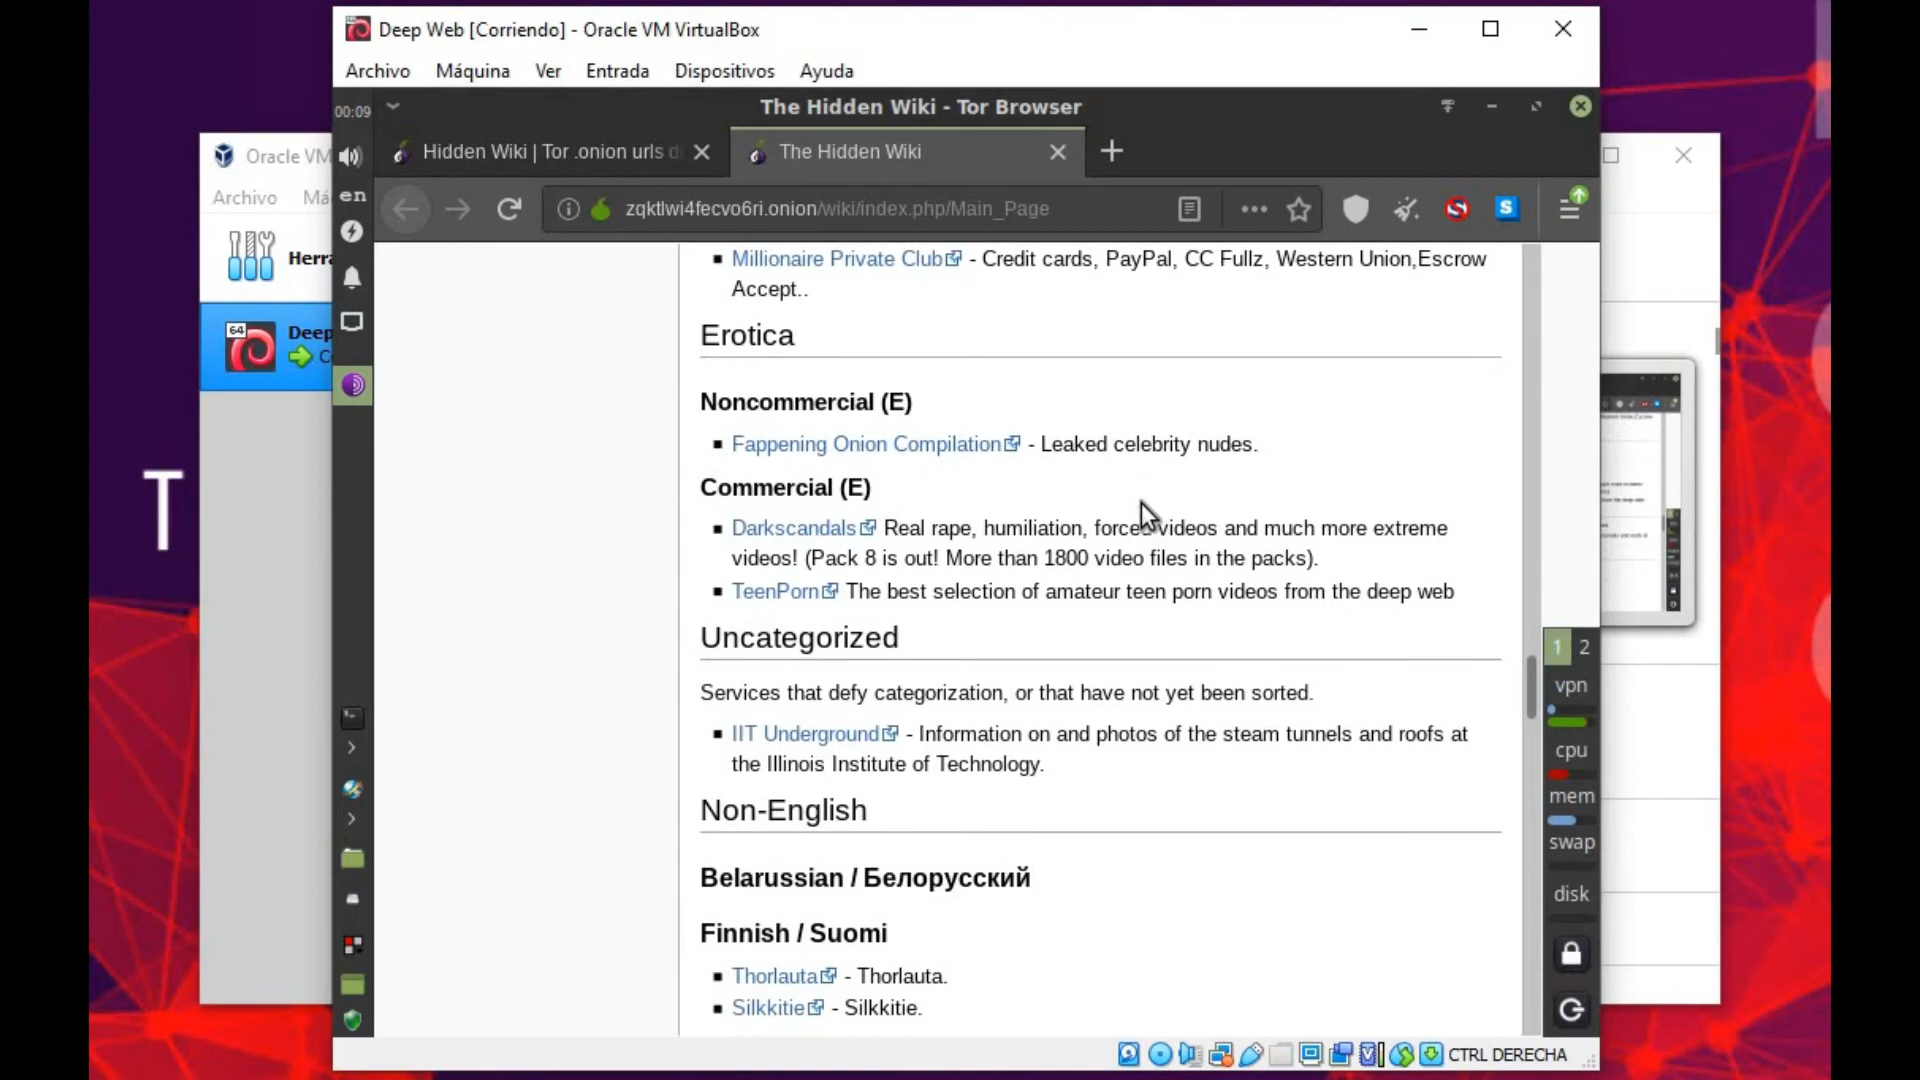 Deep Web [Corriendo] - Oracle VM VirtualBox
Archivo Máquina Ver Entrada Dispositivos Ayuda
00:09
The Hidden Wiki - Tor Browser
Oracle VM
Hidden Wiki | Tor .onion urls
The Hidden Wiki
Archivo
en
zqktlwi4fecvo6ri.onion/wiki/index.php/Main_Page
S
S
Millionaire Private Club - Credit cards, PayPal, CC Fullz, Western Union,Escrow
Accept..
64
Erotica
Noncommercial (E)
Fappening Onion Compilation - Leaked celebrity nudes.
Commercial (E)
T
Darkscandals Real rape, humiliation, forced videos and much more extreme
videos! (Pack 8 is out! More than 1800 video files in the packs).
TeenPorn The best selection of amateur teen porn videos from the deep web
Uncategorized
1 2
Services that defy categorization, or that have not yet been sorted.
vpn
IIT Underground - Information on and photos of the steam tunnels and roofs at
the Illinois Institute of Technology.
cpu
mem
Non-English
swap
Belarussian / Белорусский
disk
Finnish / Suomi
Thorlauta - Thorlauta.
Silkkitie - Silkkitie.
CTRL DERECHA